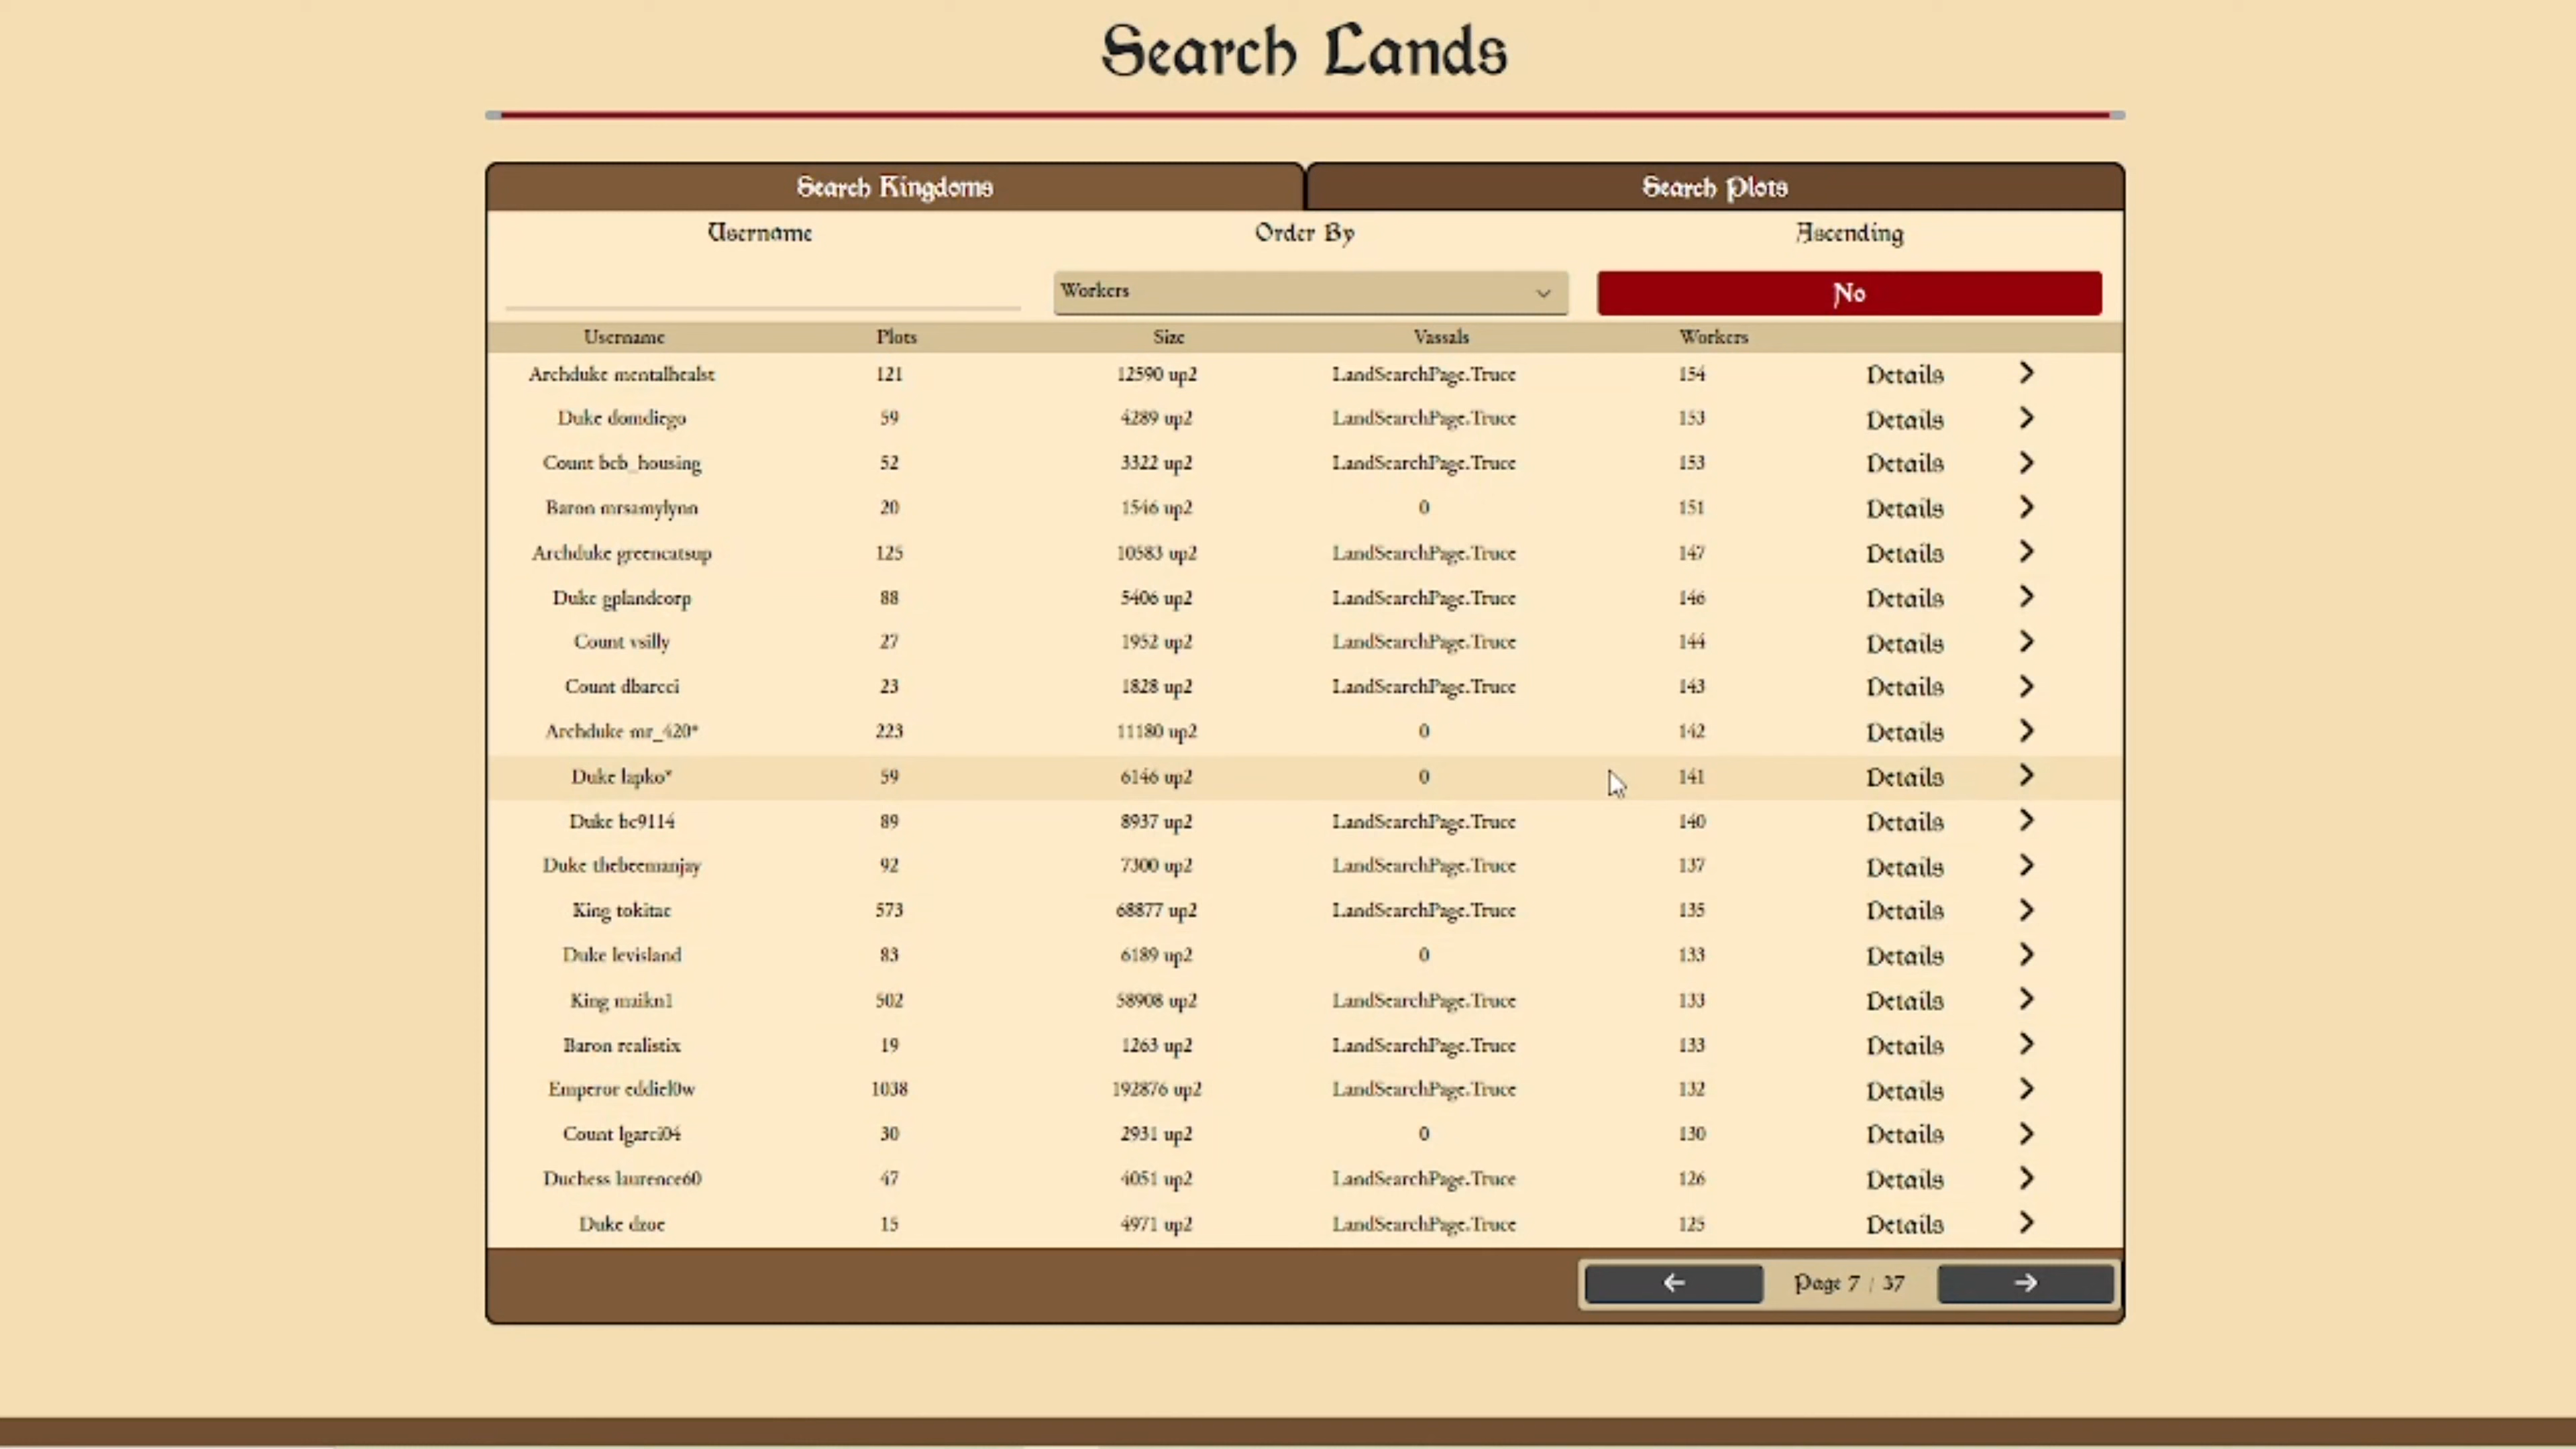 Search Lands
Search Kingdoms Search Plots
Username Order By Ascending
Workers No
Username Plots Size Vassals Workers
Archduke mentalhealst 121 12590 up2 LandSearchPage.Truce 154 Details
Duke domdiego 59 4289 up2 LandSearchPage.Truce 153 Details
Count bcb_housing 52 3322 up2 LandSearchPage.Truce 153 Details
Baron mrsamylynn 20 1546 up2 0 151 Details
Archduke greencatsup 125 10583 up2 LandSearchPage.Truce 147 Details
Duke gplandcorp 88 5406 up2 LandSearchPage.Truce 146 Details
Count vsilly 27 1952 up2 LandSearchPage.Truce 144 Details
Count dbarcci 23 1828 up2 LandSearchPage.Truce 143 Details
Archduke mr_420* 223 11180 up2 0 142 Details
Duke lapko* 59 6146 up2 0 141 Details
Duke bc9114 89 8937 up2 LandSearchPage.Truce 140 Details
Duke thebeemanjay 92 7300 up2 LandSearchPage.Truce 137 Details
King tokitac 573 68877 up2 LandSearchPage.Truce 135 Details
Duke levisland 83 6189 up2 0 133 Details
King maikn1 502 58908 up2 LandSearchPage.Truce 133 Details
Baron realistix 19 1263 up2 LandSearchPage.Truce 133 Details
Emperor eddiel0w 1038 192876 up2 LandSearchPage.Truce 132 Details
Count lgarci04 30 2931 up2 0 130 Details
Duchess laurence60 47 4051 up2 LandSearchPage.Truce 126 Details
Duke dzoe 15 4971 up2 LandSearchPage.Truce 125 Details
Page 7 / 37